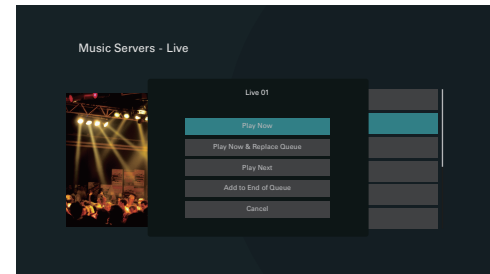 Music Servers - Live
Live 01
Play Now
Play Now & Replace Queue
Play Next
Add to End of Queue
Cancel